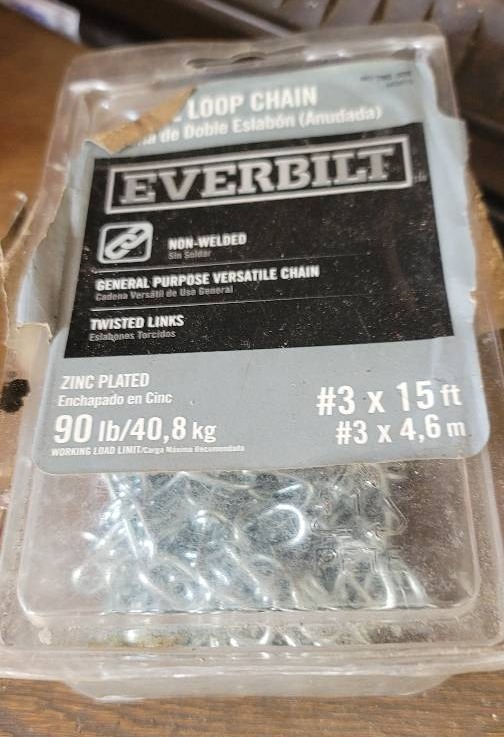 LOOP CHAIN
de Doble Eslabón (Anudada)
EVERBILT
NON-WELDED
Sin Soldar
GENERAL PURPOSE VERSATILE CHAIN
Cadena Versátil de Uso General
TWISTED LINKS
Eslabones Torcidos
ZINC PLATED
Enchapado en Cinc
90 lb/40,8 kg
WORKING LOAD LIMIT/Carga Máxima Recomendada
#3 x 15 ft
#3 x 4,6 m